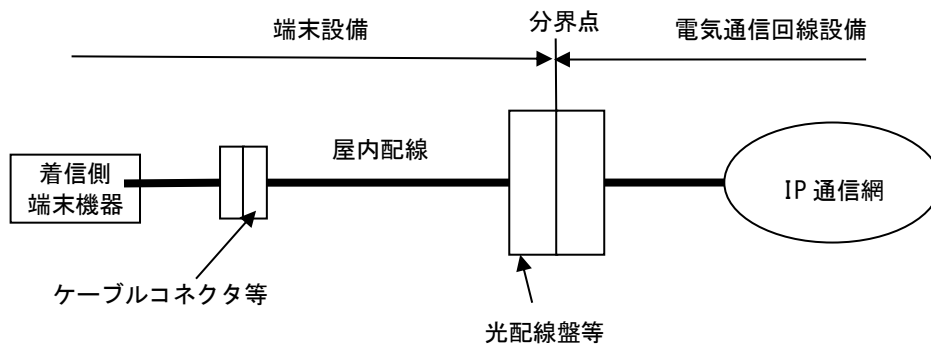 端末設備
分界点
電気通信回線設備
着信側
端末機器
屋内配線
IP 通信網
ケーブルコネクタ等
光配線盤等